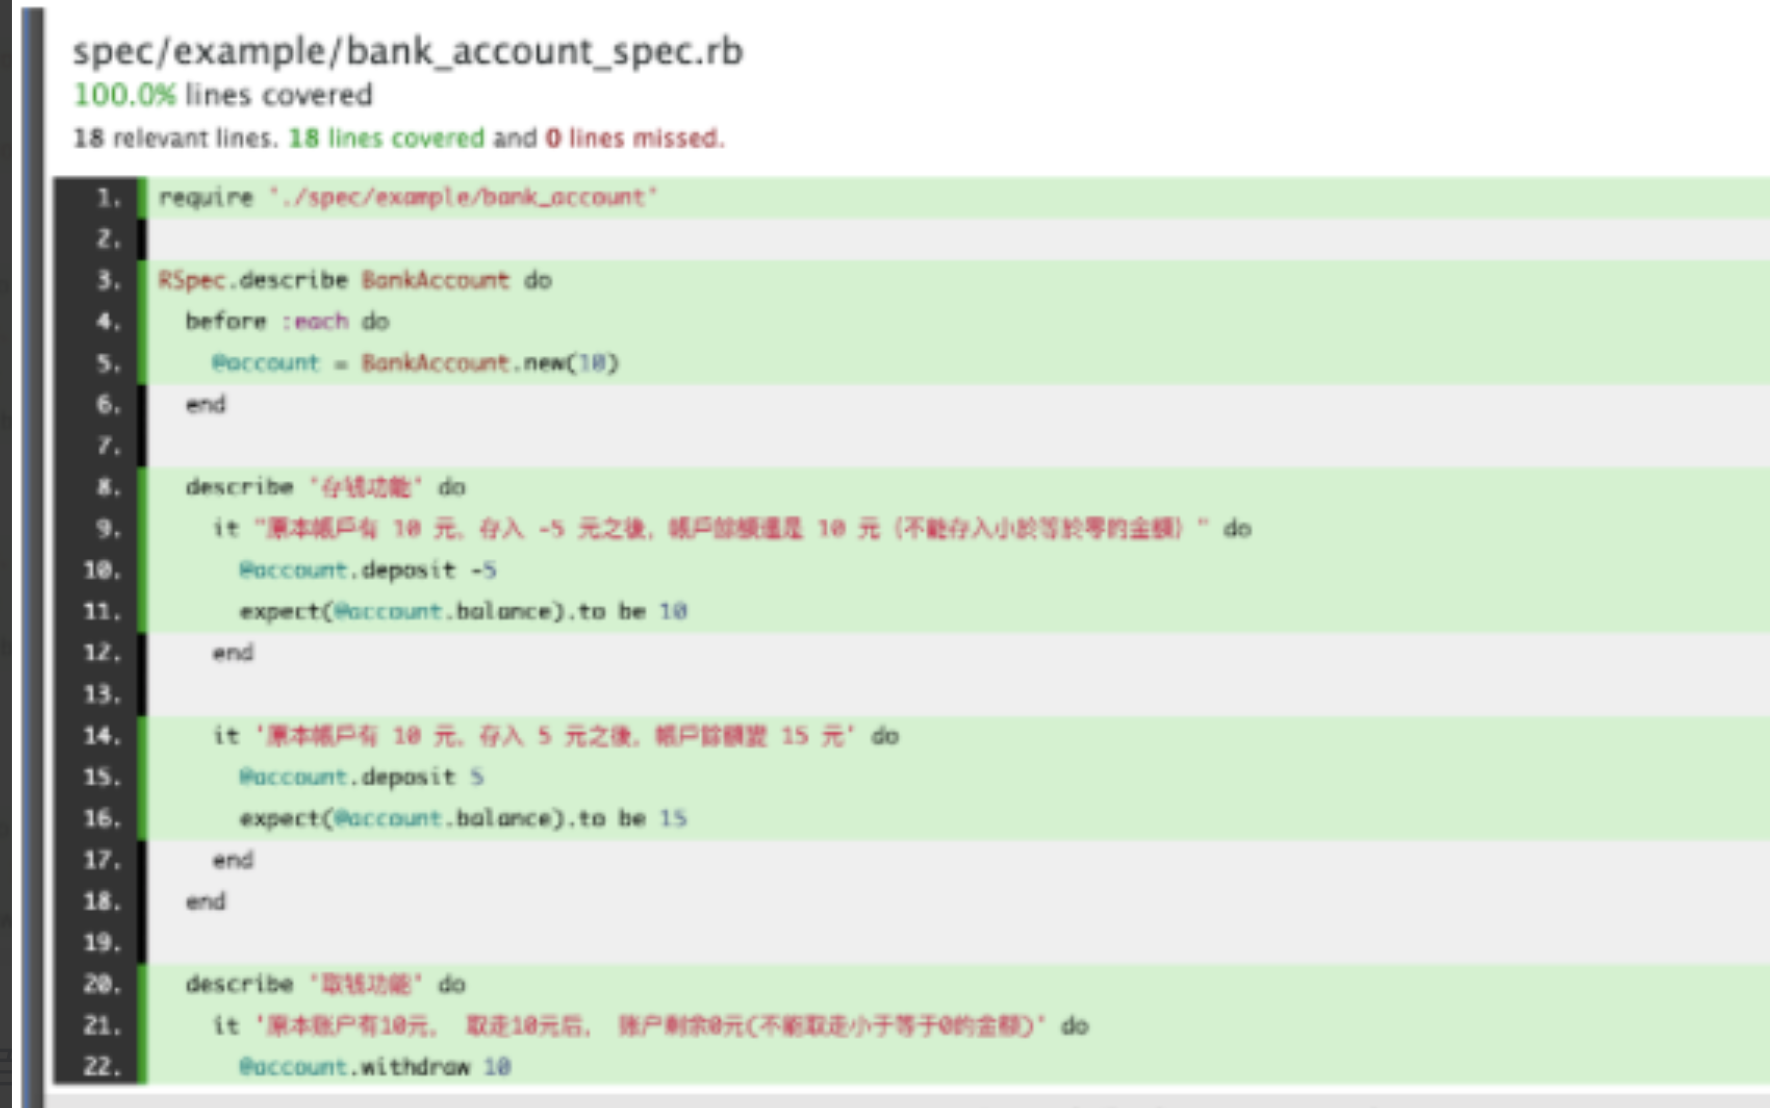 spec/example/bank_account_spec.rb
100.0% lines covered
18 relevant lines. 18 lines covered and 0 lines missed.
1. require './spec/example/bank_account'
2.
3. RSpec.describe BankAccount do
4. before :each do
5. @account = BankAccount.new(10)
6. end
7.
8. describe '存钱功能' do
9. it "原本帳戶有 10 元，存入 -5 元之後，帳戶餘額還是 10 元（不能存入小於等於零的金額）" do
10. @account.deposit -5
11. expect(@account.balance).to be 10
12. end
13.
14. it '原本帳戶有 10 元，存入 5 元之後，帳戶餘額變 15 元' do
15. @account.deposit 5
16. expect(@account.balance).to be 15
17. end
18. end
19.
20. describe '取钱功能' do
21. it '原本账户有10元， 取走10元后， 账户剩余0元(不能取走小于等于0的金额)' do
22. @account.withdraw 10